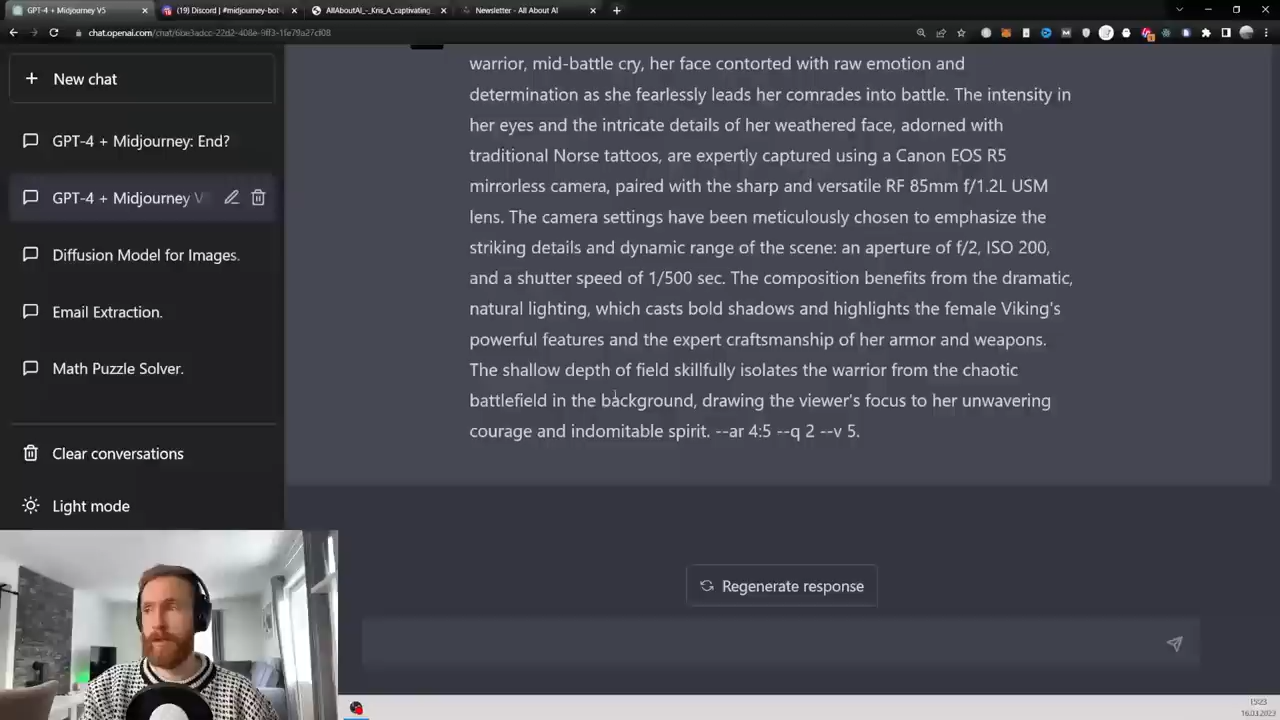 GPT-4 + Midjourney V5
(19) Discord | #midjourney-bot
AllAboutAI_-_Kris_A_captivating
Newsletter - All About AI
New chat
GPT-4 + Midjourney: End?
GPT-4 + Midjourney V5
Diffusion Model for Images.
Email Extraction.
Math Puzzle Solver.
Clear conversations
Light mode
warrior, mid-battle cry, her face contorted with raw emotion and
determination as she fearlessly leads her comrades into battle. The intensity in
her eyes and the intricate details of her weathered face, adorned with
traditional Norse tattoos, are expertly captured using a Canon EOS R5
mirrorless camera, paired with the sharp and versatile RF 85mm f/1.2L USM
lens. The camera settings have been meticulously chosen to emphasize the
striking details and dynamic range of the scene: an aperture of f/2, ISO 200,
and a shutter speed of 1/500 sec. The composition benefits from the dramatic,
natural lighting, which casts bold shadows and highlights the female Viking's
powerful features and the expert craftsmanship of her armor and weapons.
The shallow depth of field skillfully isolates the warrior from the chaotic
battlefield in the background, drawing the viewer's focus to her unwavering
courage and indomitable spirit. --ar 4:5 --q 2 --v 5.
Regenerate response
15:23
16.03.2023